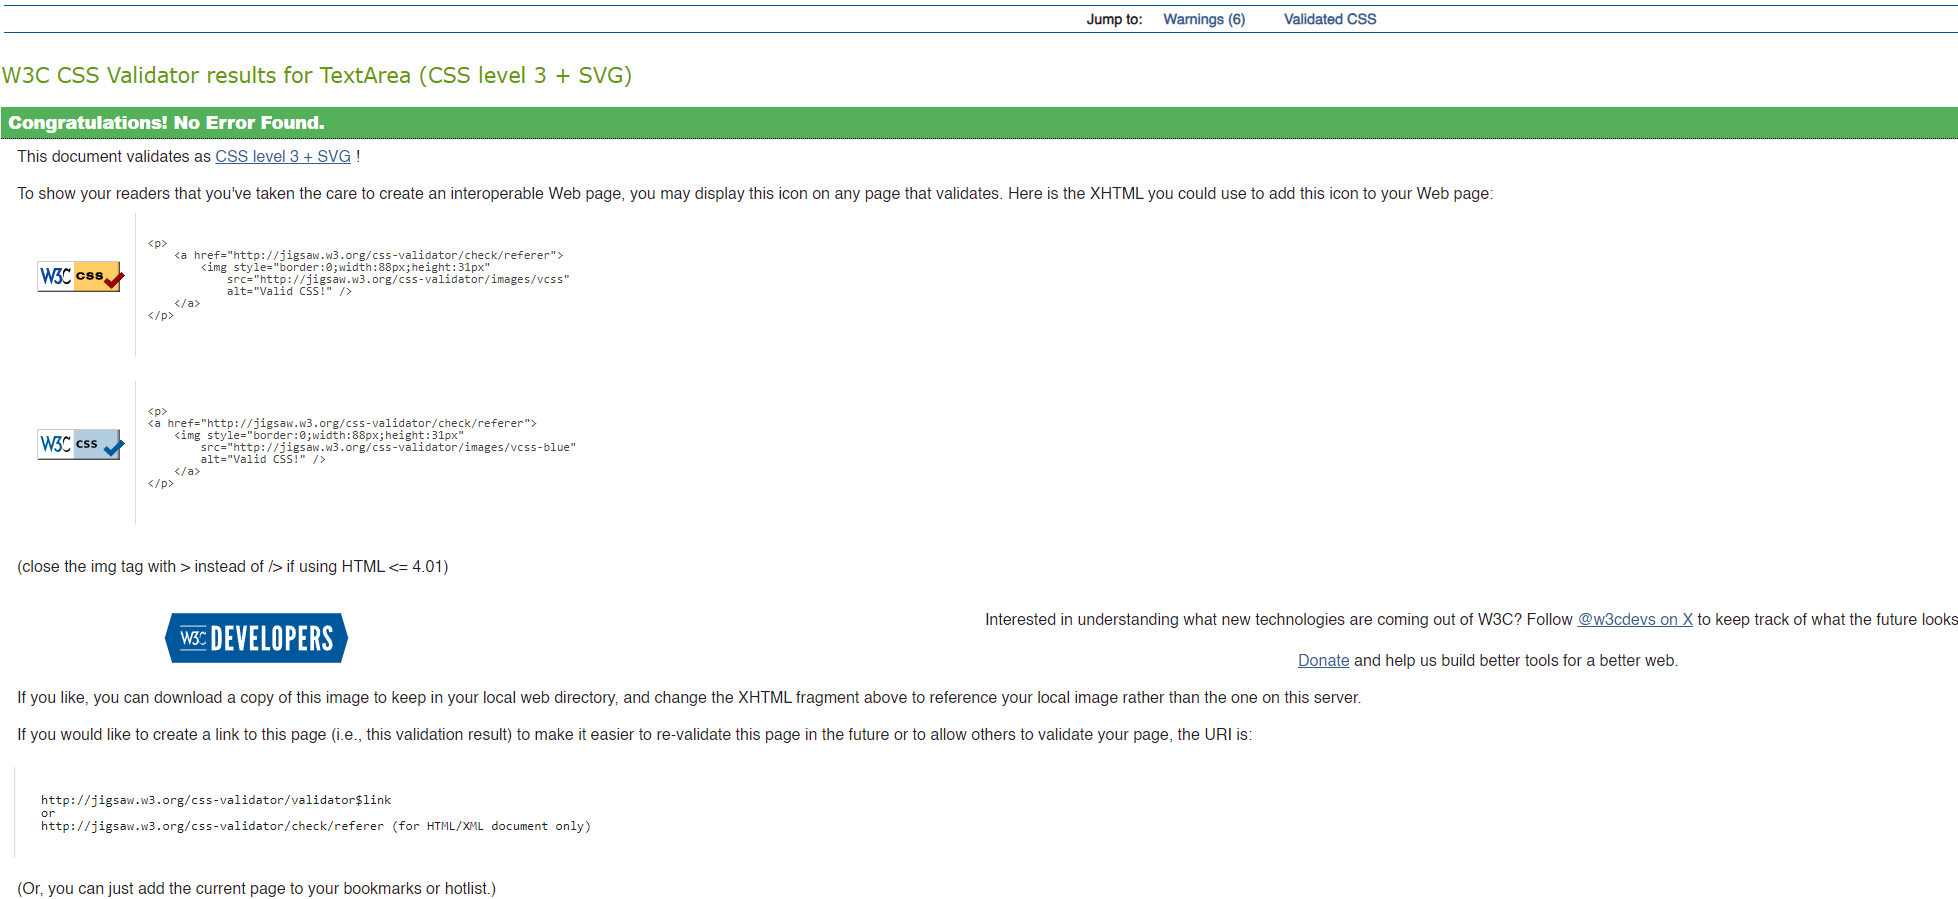 Jump to: Warnings (6) Validated CSS
W3C CSS Validator results for TextArea (CSS level 3 + SVG)
Congratulations! No Error Found.
This document validates as CSS level 3 + SVG !
To show your readers that you've taken the care to create an interoperable Web page, you may display this icon on any page that validates. Here is the XHTML you could use to add this icon to your Web page:
W3C css
<p>
<a href="http://jigsaw.w3.org/css-validator/check/referer">
<img style="border:0;width:88px;height:31px"
src="http://jigsaw.w3.org/css-validator/images/vcss"
alt="Valid CSS!" />
</a>
</p>
W3C css
<p>
<a href="http://jigsaw.w3.org/css-validator/check/referer">
<img style="border:0;width:88px;height:31px"
src="http://jigsaw.w3.org/css-validator/images/vcss-blue"
alt="Valid CSS!" />
</a>
</p>
(close the img tag with > instead of /> if using HTML <= 4.01)
W3C DEVELOPERS
Interested in understanding what new technologies are coming out of W3C? Follow @w3cdevs on X to keep track of what the future looks
Donate and help us build better tools for a better web.
If you like, you can download a copy of this image to keep in your local web directory, and change the XHTML fragment above to reference your local image rather than the one on this server.
If you would like to create a link to this page (i.e., this validation result) to make it easier to re-validate this page in the future or to allow others to validate your page, the URI is:
http://jigsaw.w3.org/css-validator/validator$link
or
http://jigsaw.w3.org/css-validator/check/referer (for HTML/XML document only)
(Or, you can just add the current page to your bookmarks or hotlist.)